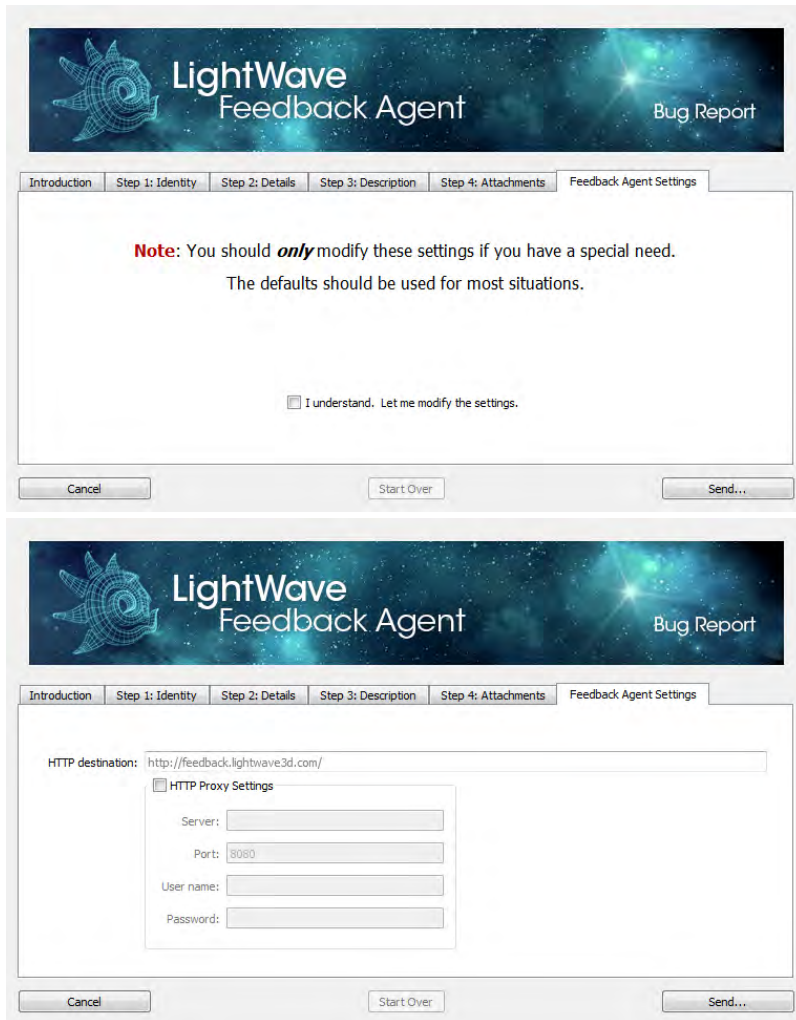 LightWave
Feedback Agent
Bug Report
Introduction Step 1: Identity Step 2: Details Step 3: Description Step 4: Attachments Feedback Agent Settings
Note: You should only modify these settings if you have a special need.
The defaults should be used for most situations.
I understand. Let me modify the settings.
Cancel Start Over Send...
LightWave
Feedback Agent
Bug Report
Introduction Step 1: Identity Step 2: Details Step 3: Description Step 4: Attachments Feedback Agent Settings
HTTP destination: http://feedback.lightwave3d.com/
HTTP Proxy Settings
Server:
Port: 8080
User name:
Password:
Cancel Start Over Send...